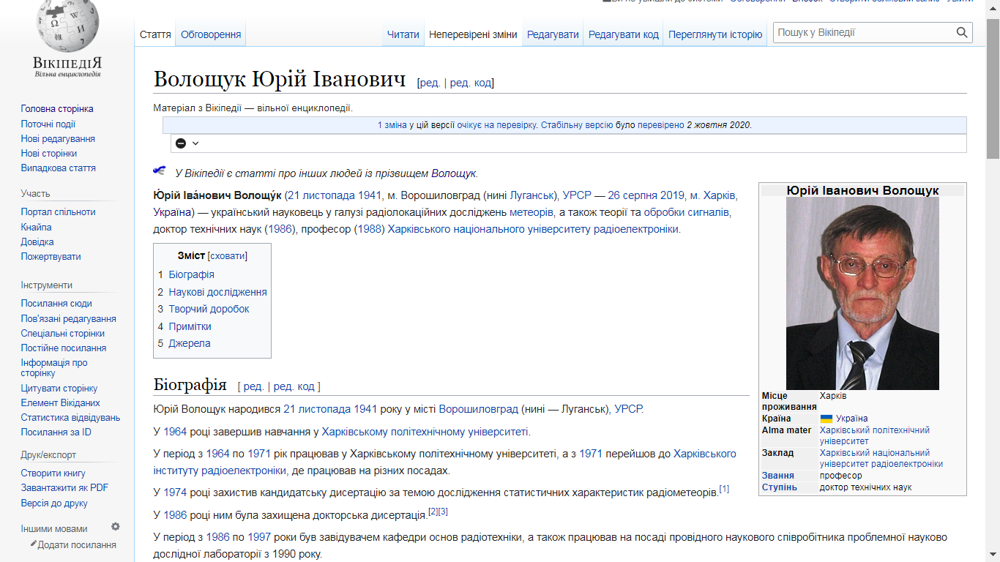 Ви не увійшли до системи Обговорення Внесок Створити обліковий запис Увійти
Стаття Обговорення Читати Неперевірені зміни Редагувати Редагувати код Переглянути історію Пошук у Вікіпедії
ВІКІПЕДІЯ
Вільна енциклопедія
Головна сторінка
Поточні події
Нові редагування
Нові сторінки
Випадкова стаття
Участь
Портал спільноти
Кнайпа
Довідка
Пожертвувати
Інструменти
Посилання сюди
Пов'язані редагування
Спеціальні сторінки
Постійне посилання
Інформація про
сторінку
Цитувати сторінку
Елемент Вікіданих
Статистика відвідувань
Посилання за ID
Друк/експорт
Створити книгу
Завантажити як PDF
Версія до друку
Іншими мовами
Додати посилання
Волощук Юрій Іванович [ред. | ред. код]
Матеріал з Вікіпедії — вільної енциклопедії.
1 зміна у цій версії очікує на перевірку. Стабільну версію було перевірено 2 жовтня 2020.
У Вікіпедії є статті про інших людей із прізвищем Волощук.
Ю́рій Іва́нович Волощу́к (21 листопада 1941, м. Ворошиловград (нині Луганськ), УРСР — 26 серпня 2019, м. Харків,
Україна) — український науковець у галузі радіолокаційних досліджень метеорів, а також теорії та обробки сигналів,
доктор технічних наук (1986), професор (1988) Харківського національного університету радіоелектроніки.
Зміст [сховати]
1 Біографія
2 Наукові дослідження
3 Творчий доробок
4 Примітки
5 Джерела
Біографія [ ред. | ред. код ]
Юрій Волощук народився 21 листопада 1941 року у місті Ворошиловград (нині — Луганськ), УРСР.
У 1964 році завершив навчання у Харківському політехнічному університеті.
У період з 1964 по 1971 рік працював у Харківському політехнічному університеті, а з 1971 перейшов до Харківського
інституту радіоелектроніки, де працював на різних посадах.
У 1974 році захистив кандидатську дисертацію за темою дослідження статистичних характеристик радіометеорів.[1]
У 1986 році ним була захищена докторська дисертація.[2][3]
У період з 1986 по 1997 роки був завідувачем кафедри основ радіотехніки, а також працював на посаді провідного наукового співробітника проблемної науково
дослідної лабораторії з 1990 року.
Юрій Іванович Волощук
Місце
проживання Харків
Країна Україна
Alma mater Харківський політехнічний
університет
Заклад Харківський національний
університет радіоелектроніки
Звання професор
Ступінь доктор технічних наук